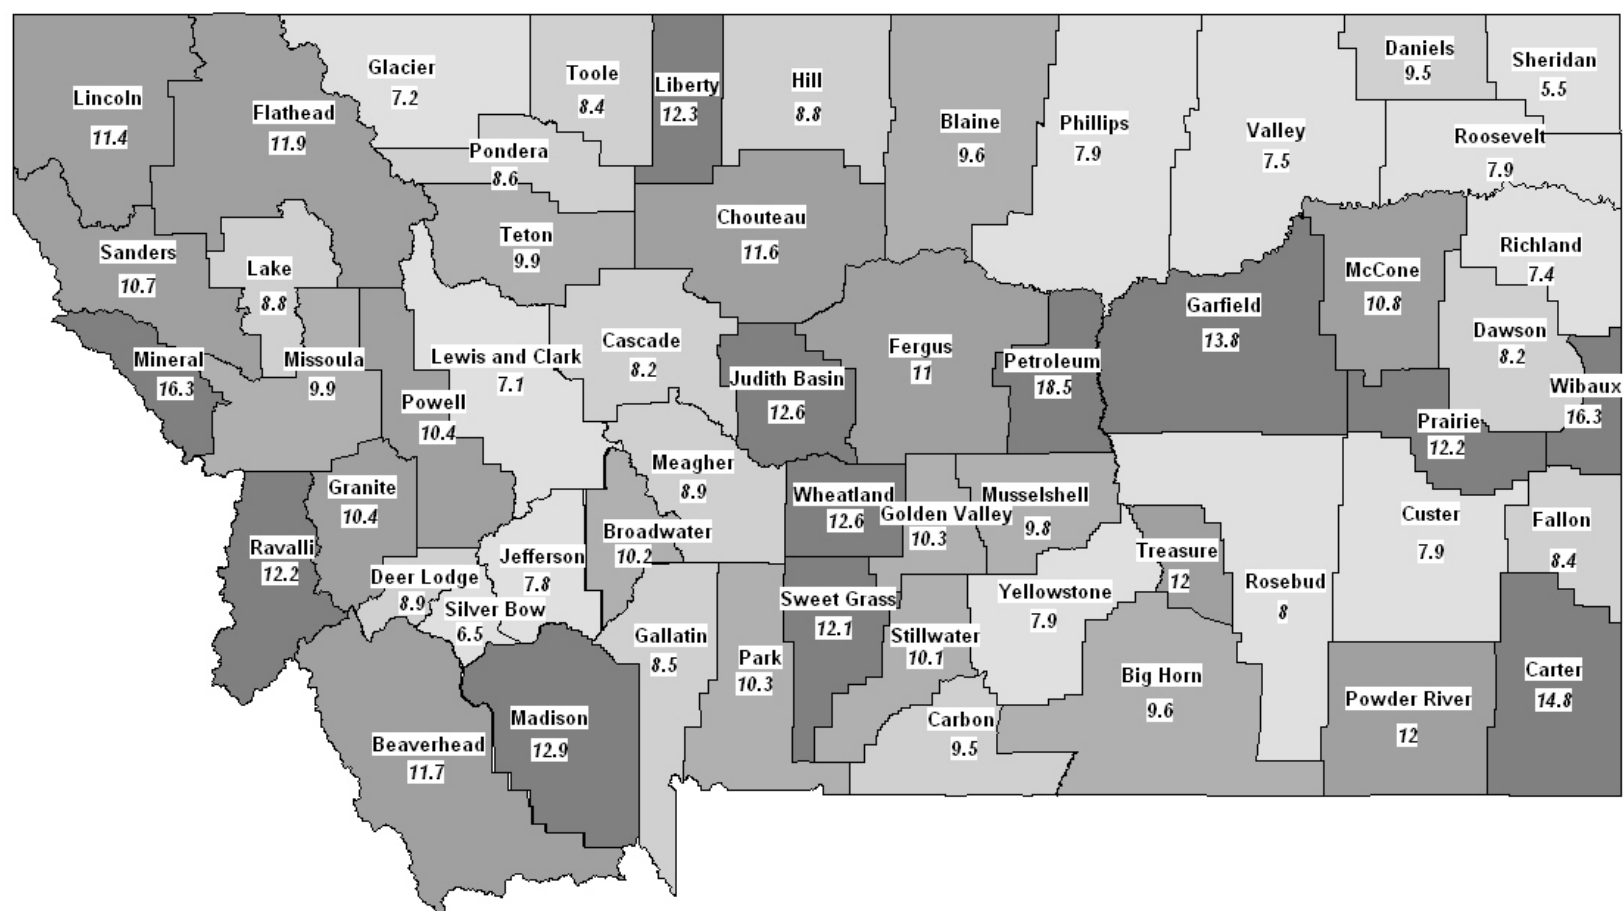 Lincoln
11.4
Flathead
11.9
Glacier
7.2
Toole
8.4
Liberty
12.3
Hill
8.8
Blaine
9.6
Phillips
7.9
Valley
7.5
Daniels
9.5
Sheridan
5.5
Roosevelt
7.9
Pondera
8.6
Teton
9.9
Chouteau
11.6
Sanders
10.7
Lake
8.8
Richland
7.4
McCone
10.8
Garfield
13.8
Dawson
8.2
Wibaux
16.3
Mineral
16.3
Missoula
9.9
Lewis and Clark
7.1
Cascade
8.2
Judith Basin
12.6
Fergus
11
Petroleum
18.5
Powell
10.4
Prairie
12.2
Meagher
8.9
Granite
10.4
Wheatland
12.6
Golden Valley
10.3
Musselshell
9.8
Custer
7.9
Fallon
8.4
Ravalli
12.2
Broadwater
10.2
Jefferson
7.8
Deer Lodge
8.9
Silver Bow
6.5
Treasure
12
Rosebud
8
Yellowstone
7.9
Sweet Grass
12.1
Gallatin
8.5
Park
10.3
Stillwater
10.1
Big Horn
9.6
Carter
14.8
Powder River
12
Carbon
9.5
Madison
12.9
Beaverhead
11.7